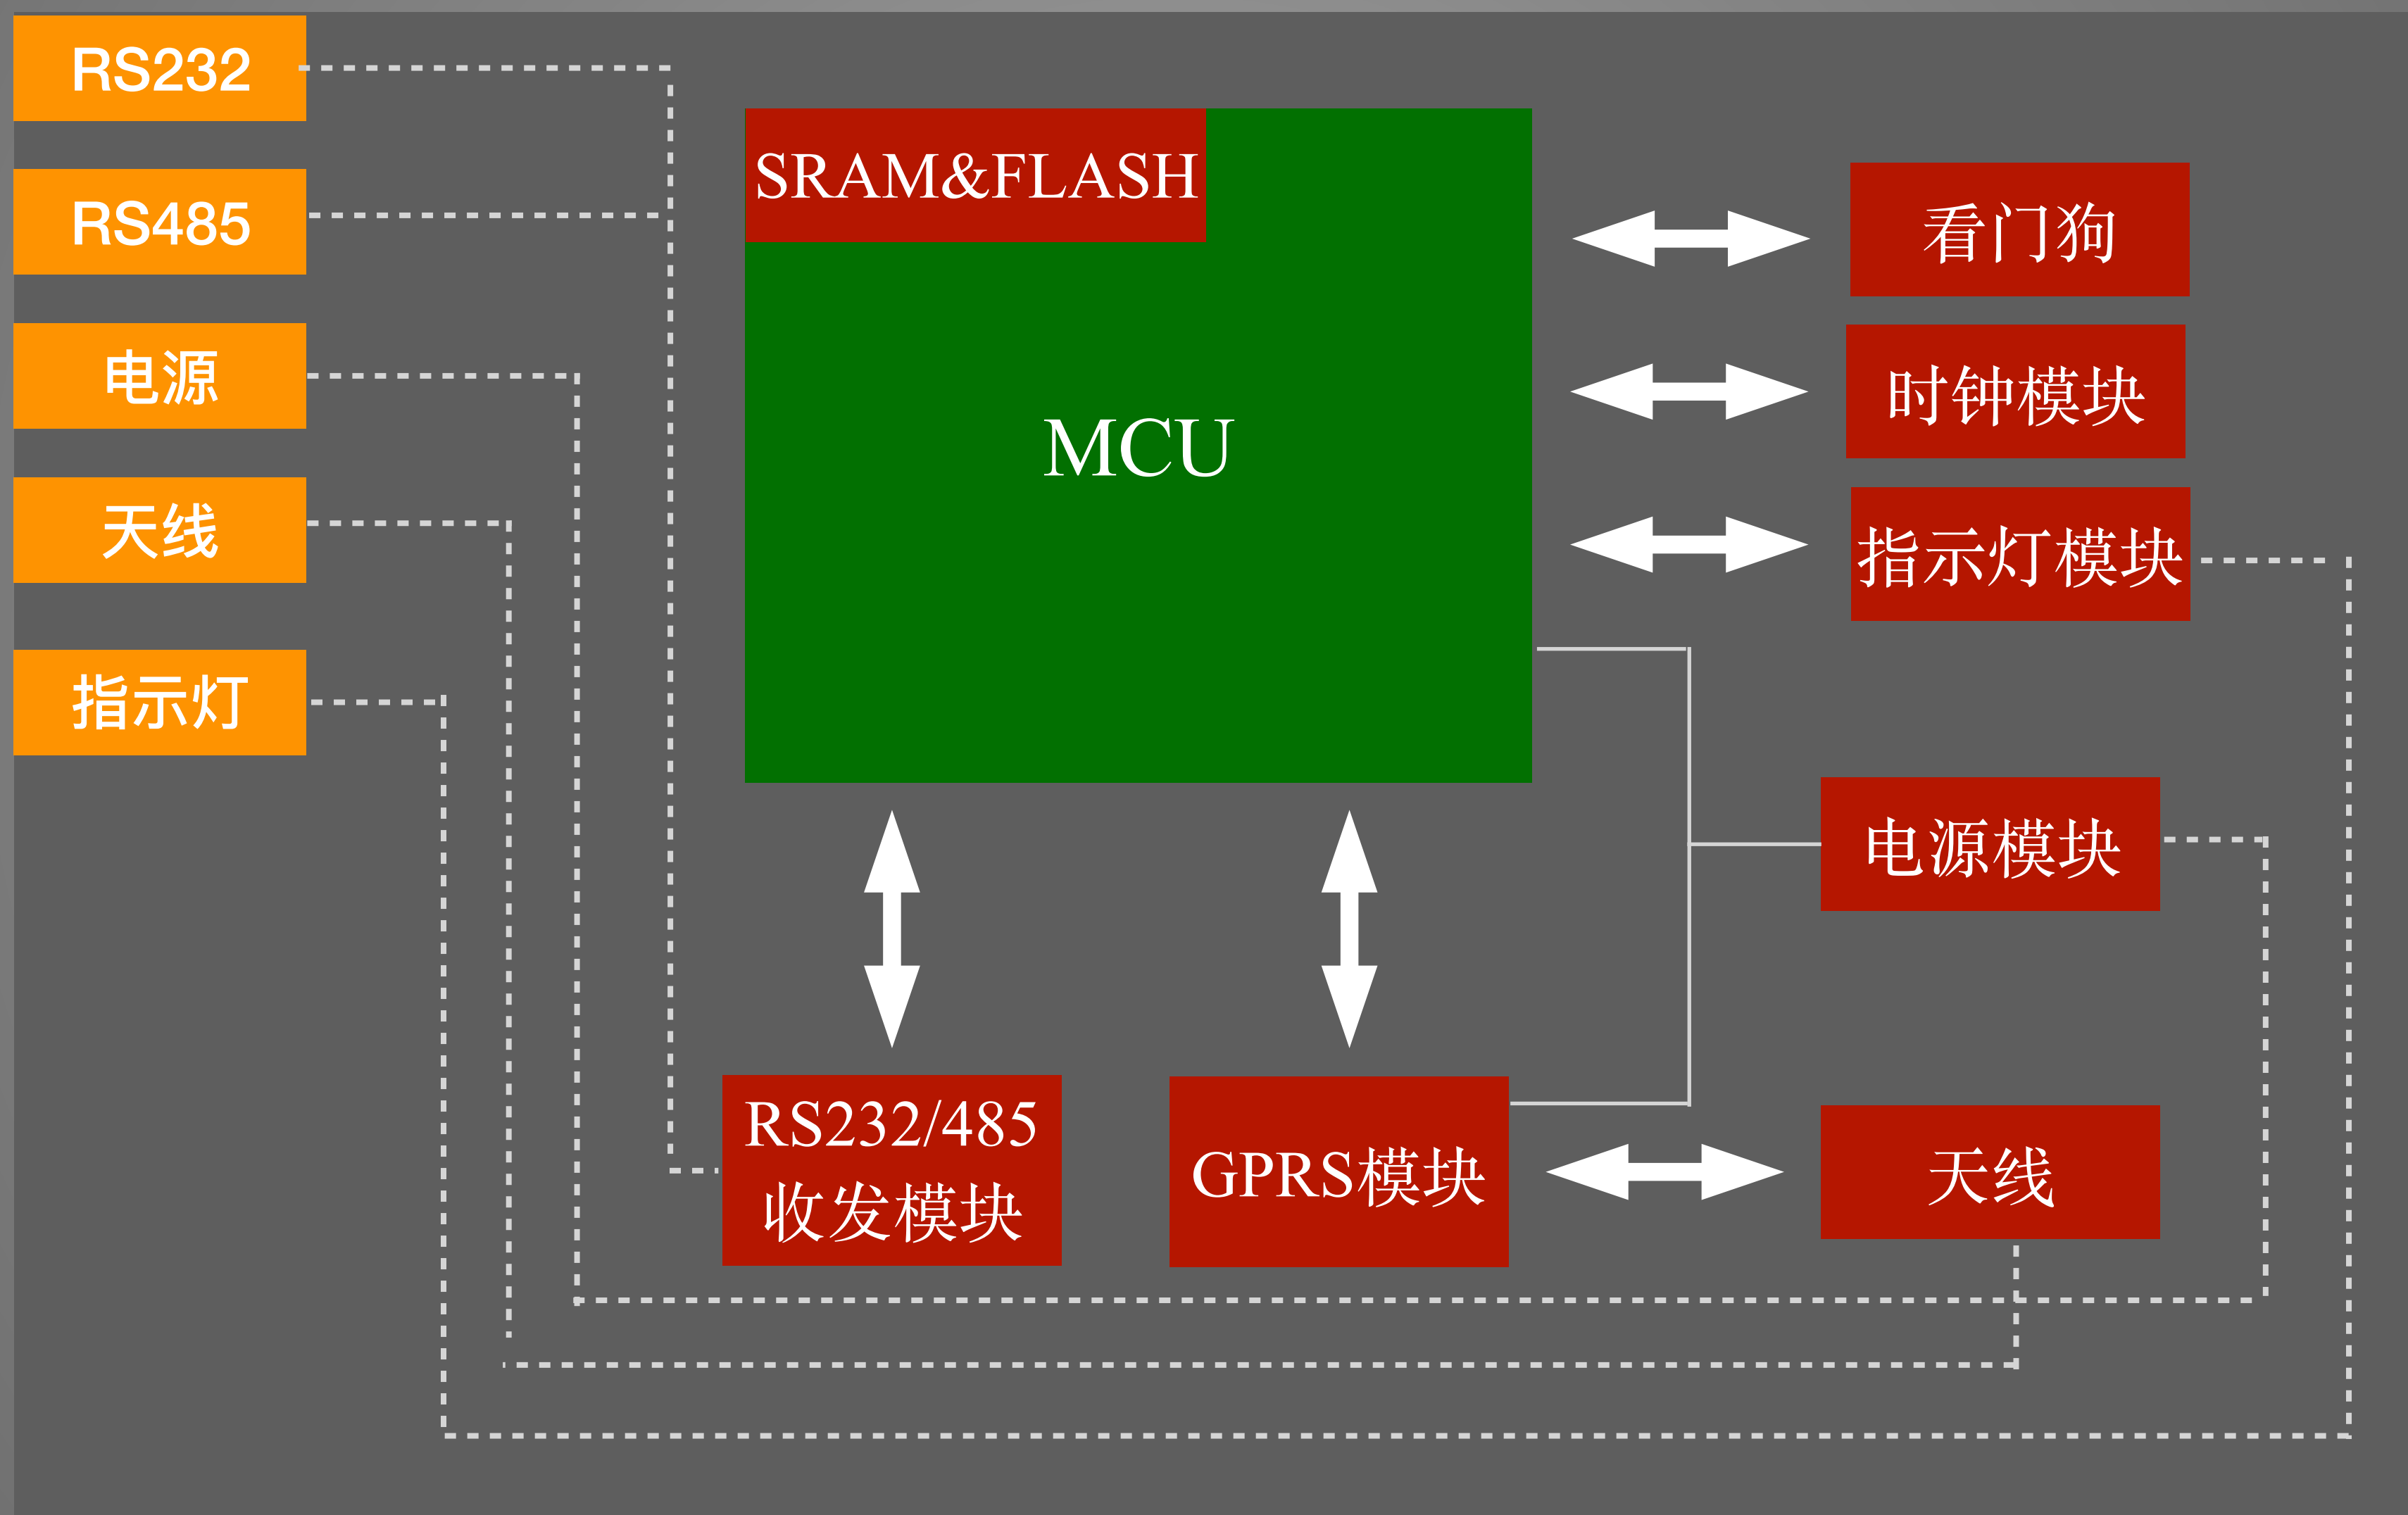 RS232
RS485
电源
天线
指示灯
SRAM&FLASH
MCU
看门狗
时钟模块
指示灯模块
电源模块
RS232/485
收发模块
GPRS模块
天线